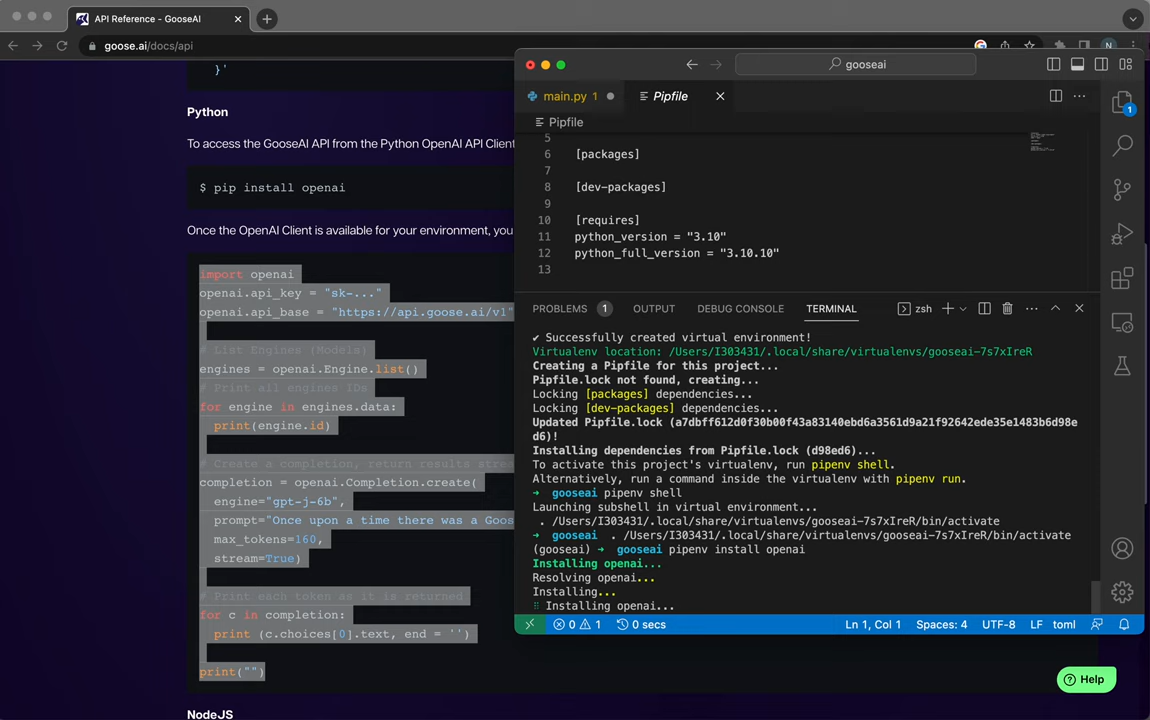 API Reference - GooseAI
goose.ai/docs/api
N
}'
Python
To access the GooseAI API from the Python OpenAI API Client
$ pip install openai
Once the OpenAI Client is available for your environment, you
import openai
openai.api_key = "sk-..."
openai.api_base = "https://api.goose.ai/v1"
# List Engines (Models)
engines = openai.Engine.list()
# Print all engines IDs
for engine in engines.data:
print(engine.id)
# Create a completion, return results stre
completion = openai.Completion.create(
engine="gpt-j-6b",
prompt="Once upon a time there was a Goos
max_tokens=160,
stream=True)
# Print each token as it is returned
for c in completion:
print (c.choices[0].text, end = '')
print("")
NodeJS
gooseai
main.py 1
Pipfile
Pipfile
1
5
6 [packages]
7
8 [dev-packages]
9
10 [requires]
11 python_version = "3.10"
12 python_full_version = "3.10.10"
13
PROBLEMS 1 OUTPUT DEBUG CONSOLE TERMINAL zsh
✔ Successfully created virtual environment!
Virtualenv location: /Users/I303431/.local/share/virtualenvs/gooseai-7s7xIreR
Creating a Pipfile for this project...
Pipfile.lock not found, creating...
Locking [packages] dependencies...
Locking [dev-packages] dependencies...
Updated Pipfile.lock (a7dbff612d0f30b00f43a83140ebd6a3561d9a21f92642ede35e1483b6d98e
d6)!
Installing dependencies from Pipfile.lock (d98ed6)...
To activate this project's virtualenv, run pipenv shell.
Alternatively, run a command inside the virtualenv with pipenv run.
➜ gooseai pipenv shell
Launching subshell in virtual environment...
. /Users/I303431/.local/share/virtualenvs/gooseai-7s7xIreR/bin/activate
➜ gooseai . /Users/I303431/.local/share/virtualenvs/gooseai-7s7xIreR/bin/activate
(gooseai) ➜ gooseai pipenv install openai
Installing openai...
Resolving openai...
Installing...
Installing openai...
0 1 0 secs Ln 1, Col 1 Spaces: 4 UTF-8 LF toml
Help